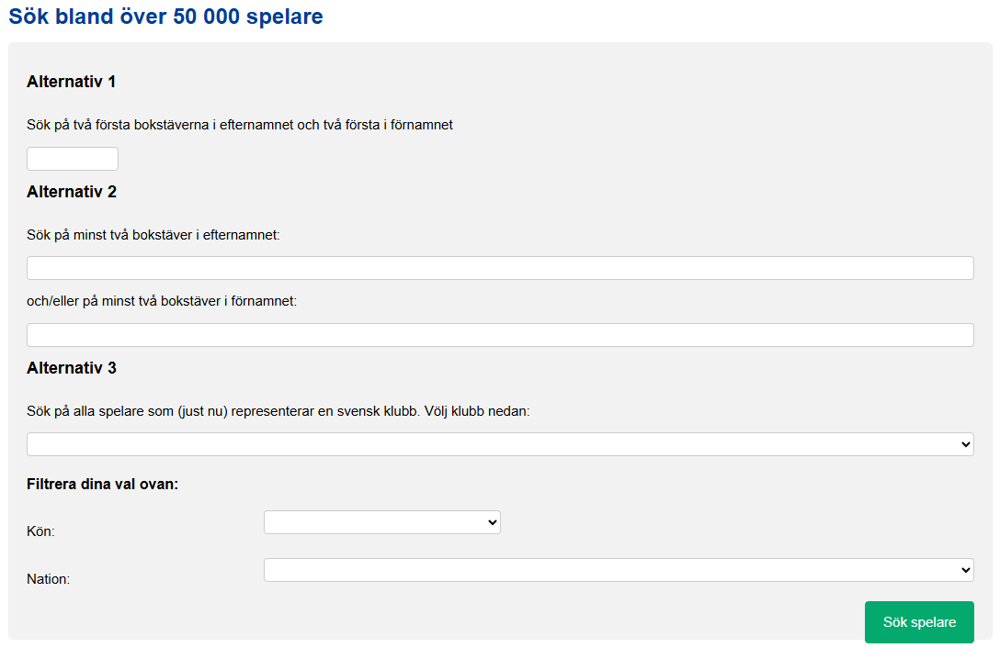 Sök bland över 50 000 spelare
Alternativ 1
Sök på två första bokstäverna i efternamnet och två första i förnamnet
Alternativ 2
Sök på minst två bokstäver i efternamnet:
och/eller på minst två bokstäver i förnamnet:
Alternativ 3
Sök på alla spelare som (just nu) representerar en svensk klubb. Völj klubb nedan:
Filtrera dina val ovan:
Kön:
Nation:
Sök spelare